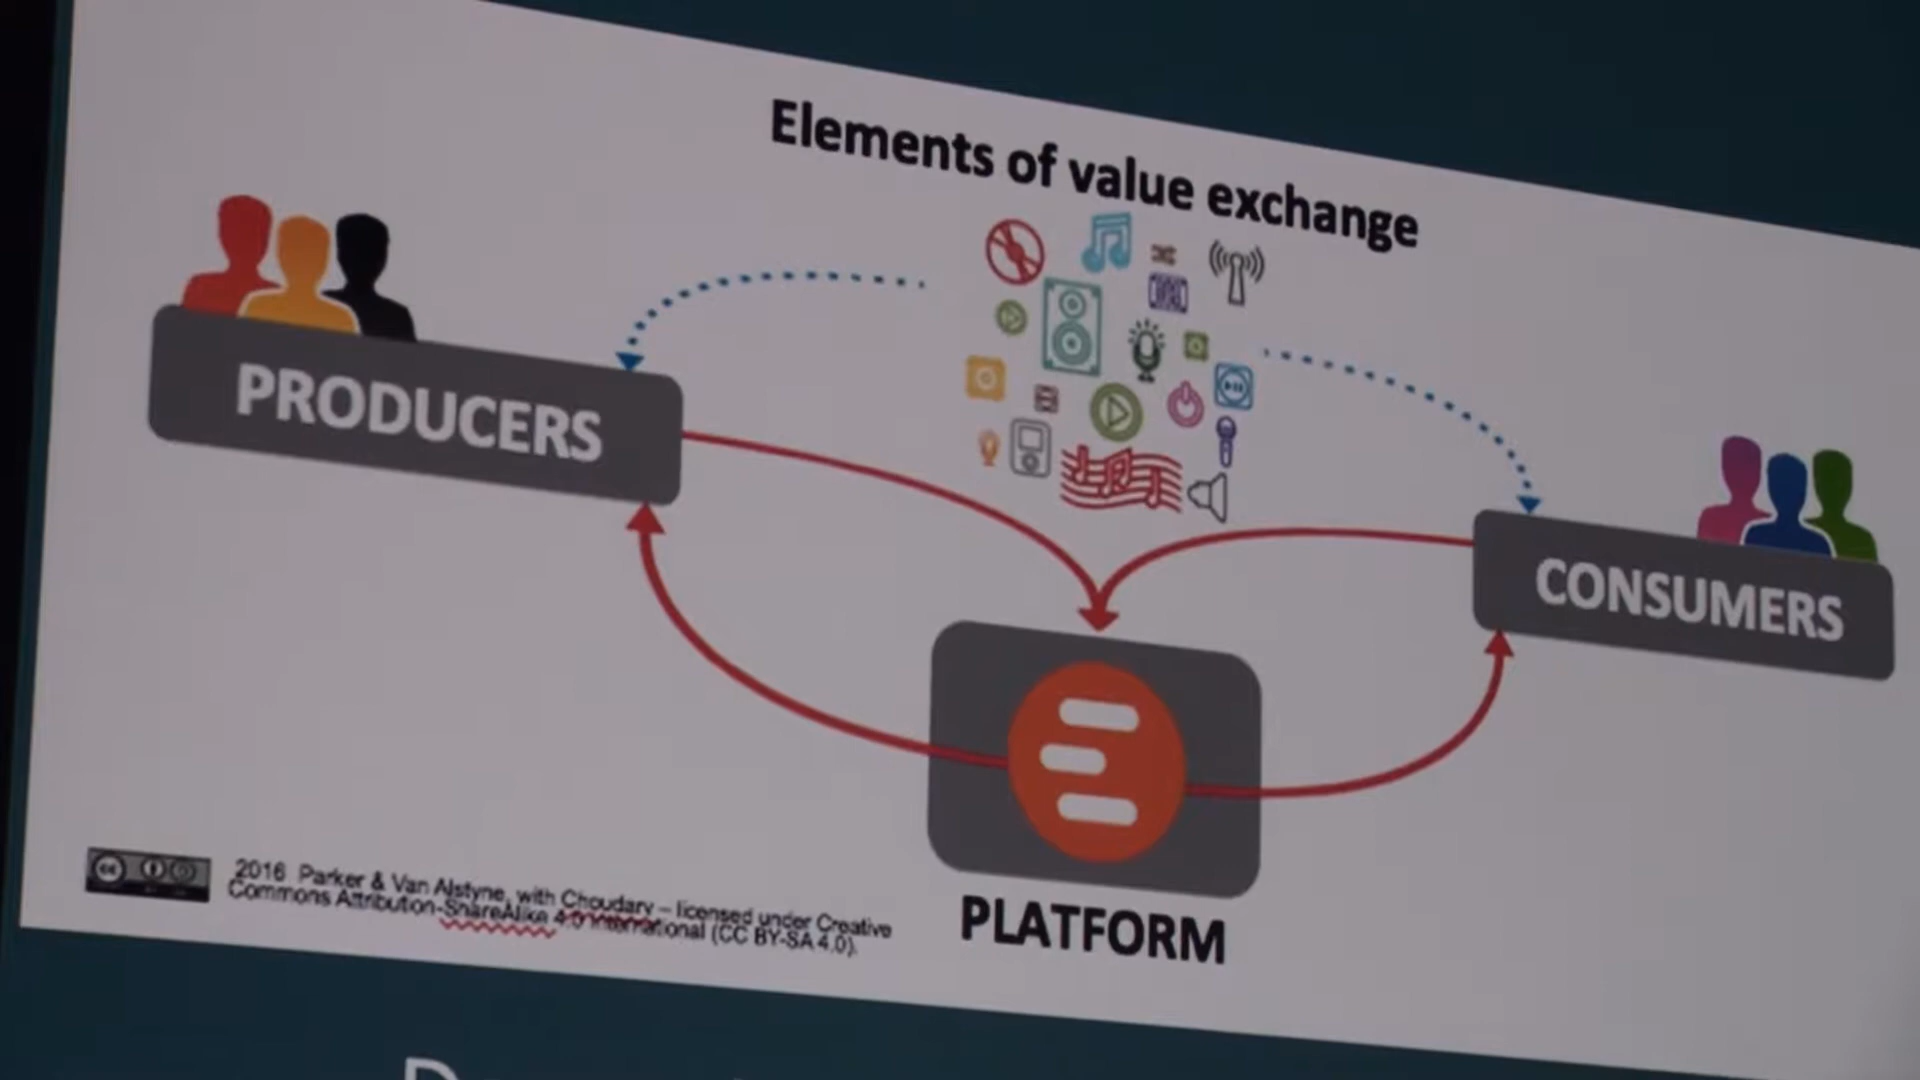 Elements of value exchange
PRODUCERS
CONSUMERS
PLATFORM
2016 Parker & Van Alstyne, with Choudary – licensed under Creative
Commons Attribution-ShareAlike 4.0 International (CC BY-SA 4.0).